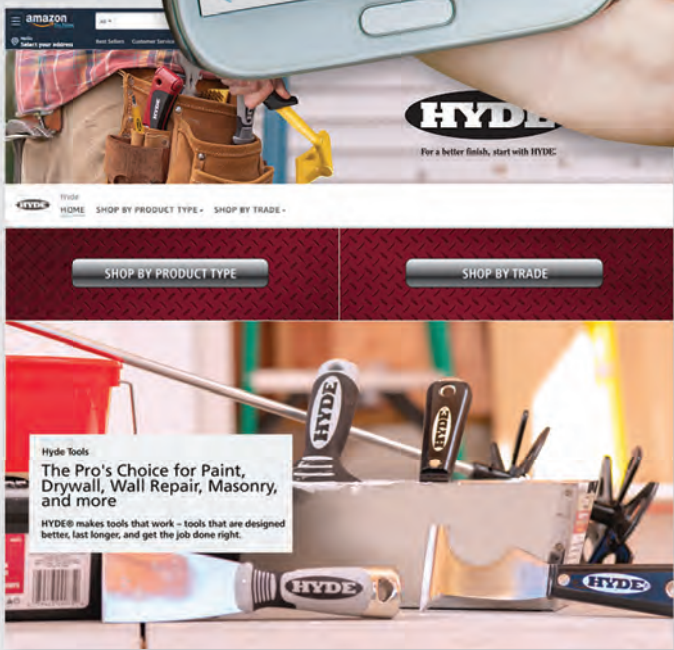 amazon
All
Hello
Select your address
Best Sellers Customer Service
HYDE
HYDE
For a better finish, start with HYDE.
HYDE
Hyde
HOME SHOP BY PRODUCT TYPE SHOP BY TRADE
SHOP BY PRODUCT TYPE
SHOP BY TRADE
HYDE
HYDE
Hyde Tools
The Pro's Choice for Paint,
Drywall, Wall Repair, Masonry,
and more
HYDE® makes tools that work – tools that are designed
better, last longer, and get the job done right.
HYDE
HYDE